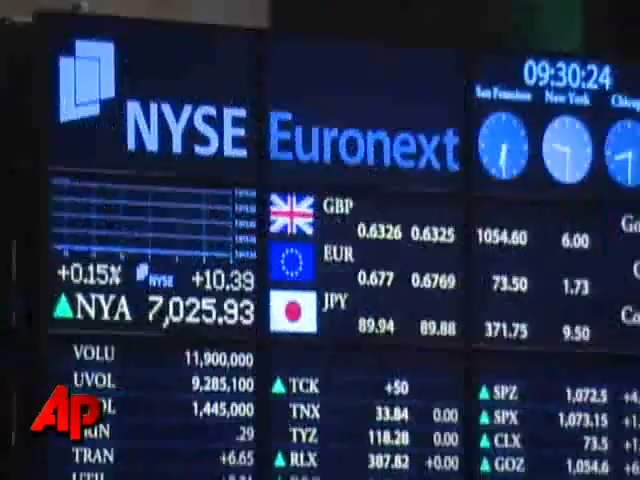 09:30:24
San Francisco New York
NYSE Euronext
GBP
0.6326 0.6325 1054.60 6.00
EUR
+0.15% NYSE +10.39
0.677 0.6769 73.50 1.73
JPY
NYA 7,025.93
89.94 89.88 371.75 9.50
VOLU 11,900,000
UVOL 9,285,100 TCK +50 SPZ 1,072.5
1,445,000 TNX 33.84 0.00 SPX 1,073.15
.29 TYZ 118.28 0.00 CLX 73.5
TRAN +6.65 RLX 387.82 +0.00 GOZ 1,054.6
AP